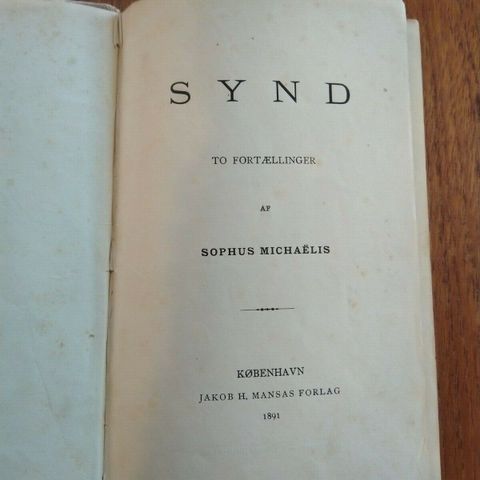 SYND
TO FORTÆLLINGER
AF
SOPHUS MICHAËLIS
KØBENHAVN
JAKOB H. MANSAS FORLAG
1891